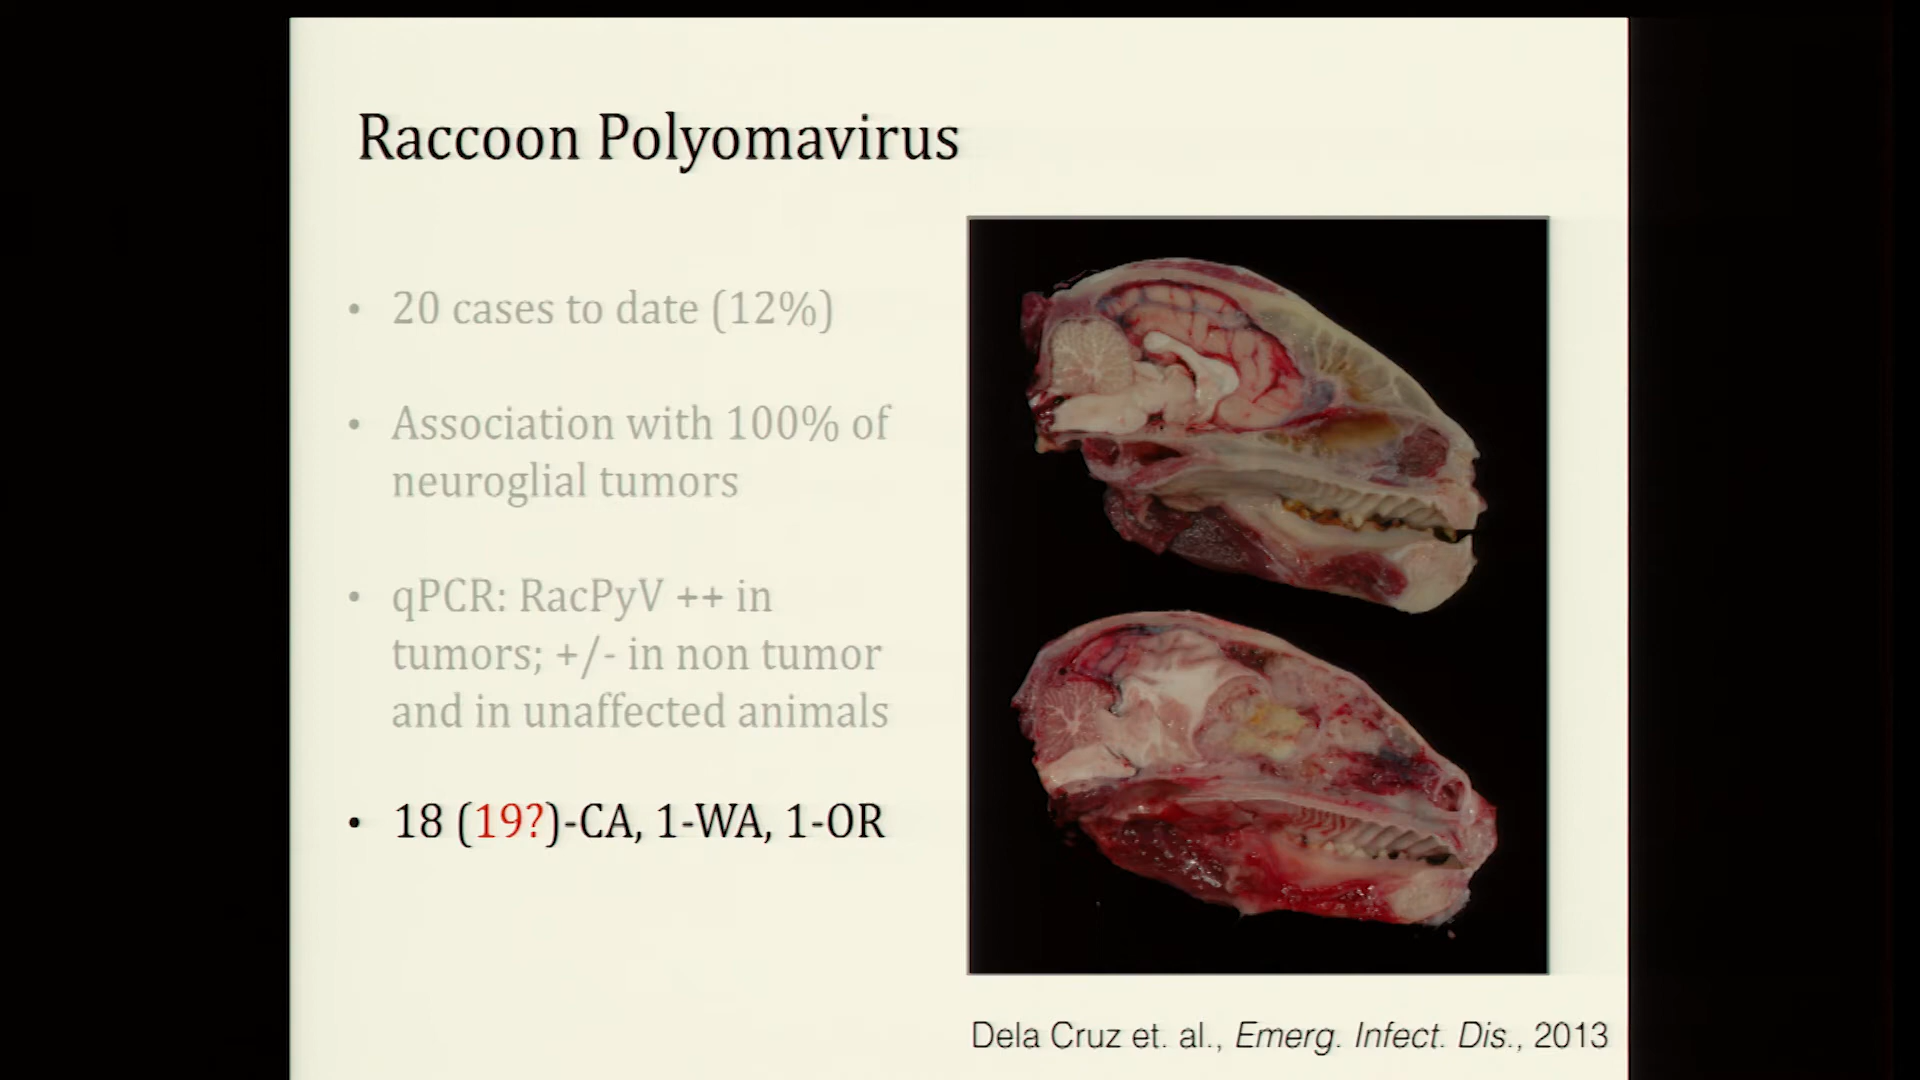 Raccoon Polyomavirus
• 20 cases to date (12%)
• Association with 100% of
neuroglial tumors
• qPCR: RacPyV ++ in
tumors; +/- in non tumor
and in unaffected animals
• 18 (19?)-CA, 1-WA, 1-OR
Dela Cruz et. al., Emerg. Infect. Dis., 2013